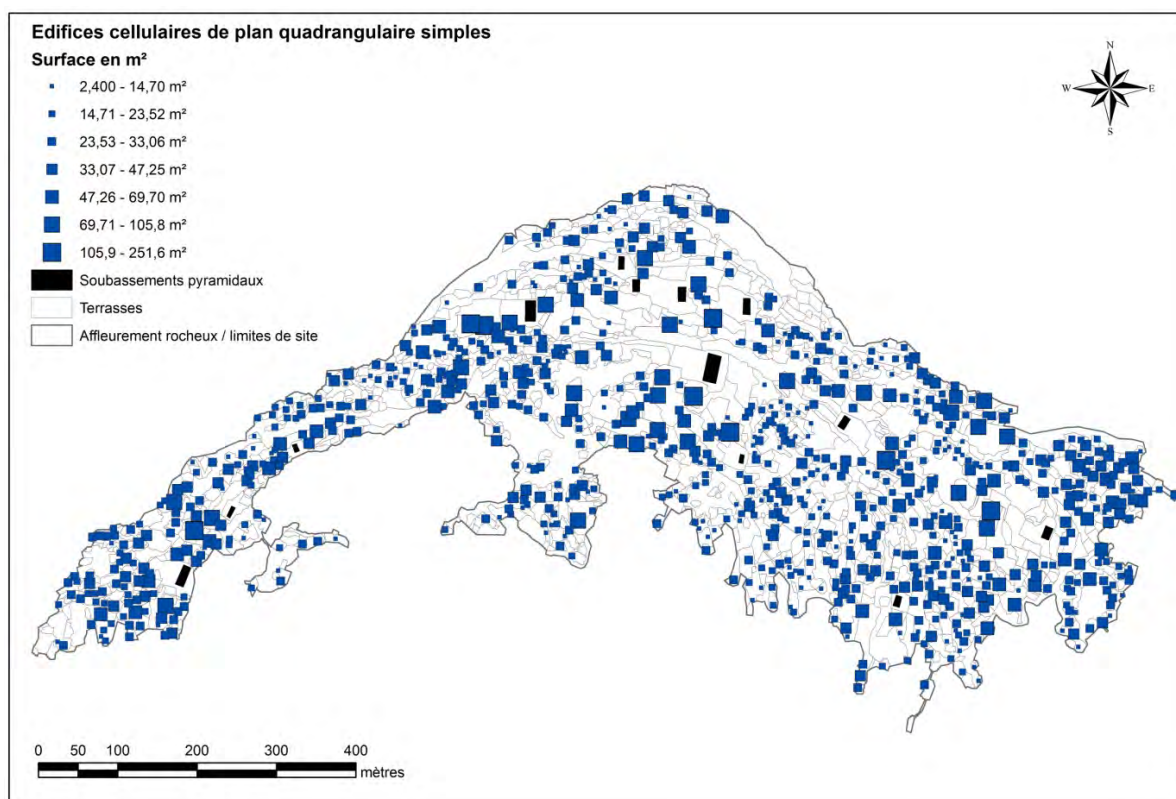 Edifices cellulaires de plan quadrangulaire simples
Surface en m²
2,400 - 14,70 m²
14,71 - 23,52 m²
23,53 - 33,06 m²
33,07 - 47,25 m²
47,26 - 69,70 m²
69,71 - 105,8 m²
105,9 - 251,6 m²
Soubassements pyramidaux
Terrasses
Affleurement rocheux / limites de site
N
W E
S
0 50 100 200 300 400
mètres